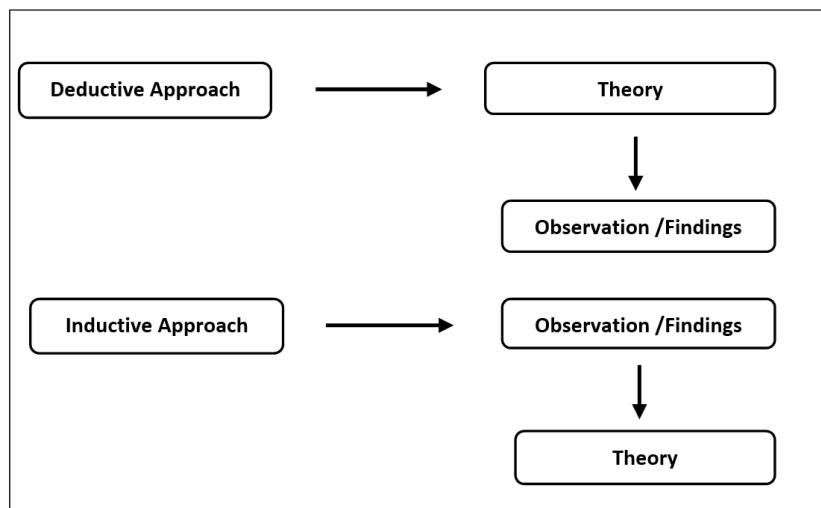 Deductive Approach
Theory
Observation /Findings
Inductive Approach
Observation /Findings
Theory